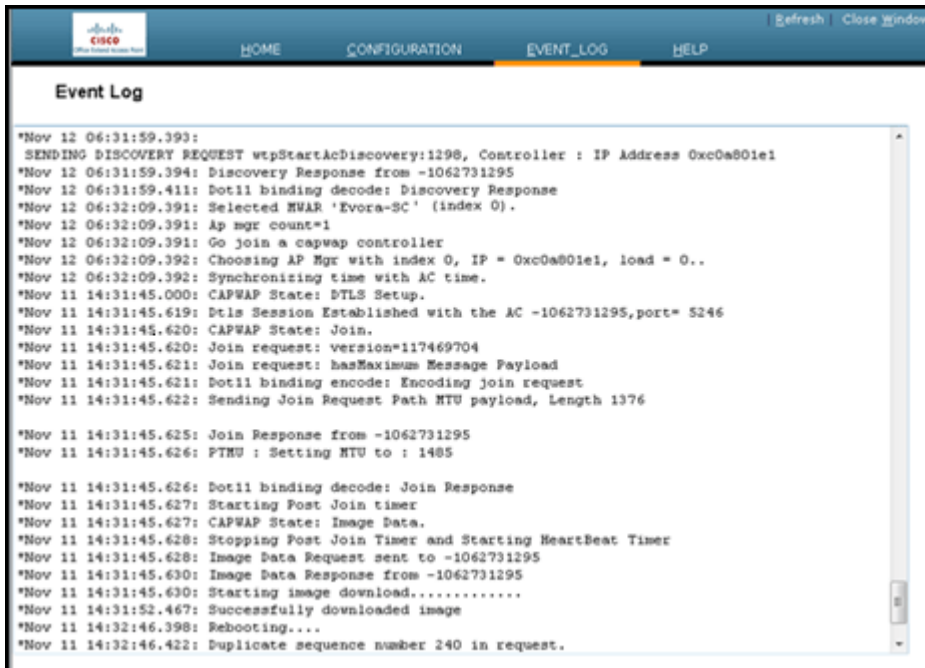 Refresh | Close Window
CISCO
Office Extend Access Point
HOME CONFIGURATION EVENT_LOG HELP
Event Log
*Nov 12 06:31:59.393:
SENDING DISCOVERY REQUEST wtpStartAcDiscovery:1298, Controller : IP Address 0xc0a801e1
*Nov 12 06:31:59.394: Discovery Response from -1062731295
*Nov 12 06:31:59.411: Dot11 binding decode: Discovery Response
*Nov 12 06:32:09.391: Selected MWAR 'Evora-SC' (index 0).
*Nov 12 06:32:09.391: Ap mgr count=1
*Nov 12 06:32:09.391: Go join a capwap controller
*Nov 12 06:32:09.392: Choosing AP Mgr with index 0, IP = 0xc0a801e1, load = 0..
*Nov 12 06:32:09.392: Synchronizing time with AC time.
*Nov 11 14:31:45.000: CAPWAP State: DTLS Setup.
*Nov 11 14:31:45.619: Dtls Session Established with the AC -1062731295,port= 5246
*Nov 11 14:31:45.620: CAPWAP State: Join.
*Nov 11 14:31:45.620: Join request: version=117469704
*Nov 11 14:31:45.621: Join request: hasMaximum Message Payload
*Nov 11 14:31:45.621: Dot11 binding encode: Encoding join request
*Nov 11 14:31:45.622: Sending Join Request Path MTU payload, Length 1376
*Nov 11 14:31:45.625: Join Response from -1062731295
*Nov 11 14:31:45.626: PTMU : Setting MTU to : 1485
*Nov 11 14:31:45.626: Dot11 binding decode: Join Response
*Nov 11 14:31:45.627: Starting Post Join timer
*Nov 11 14:31:45.627: CAPWAP State: Image Data.
*Nov 11 14:31:45.628: Stopping Post Join Timer and Starting HeartBeat Timer
*Nov 11 14:31:45.628: Image Data Request sent to -1062731295
*Nov 11 14:31:45.630: Image Data Response from -1062731295
*Nov 11 14:31:45.630: Starting image download.............
*Nov 11 14:31:52.467: Successfully downloaded image
*Nov 11 14:32:46.398: Rebooting....
*Nov 11 14:32:46.422: Duplicate sequence number 240 in request.